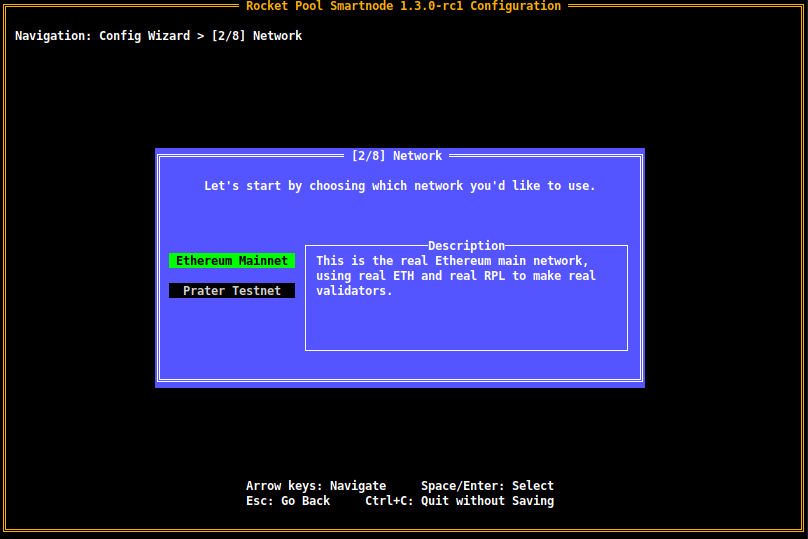 Rocket Pool Smartnode 1.3.0-rc1 Configuration
Navigation: Config Wizard > [2/8] Network
[2/8] Network
Let's start by choosing which network you'd like to use.
Ethereum Mainnet
Prater Testnet
Description
This is the real Ethereum main network,
using real ETH and real RPL to make real
validators.
Arrow keys: Navigate     Space/Enter: Select
Esc: Go Back     Ctrl+C: Quit without Saving